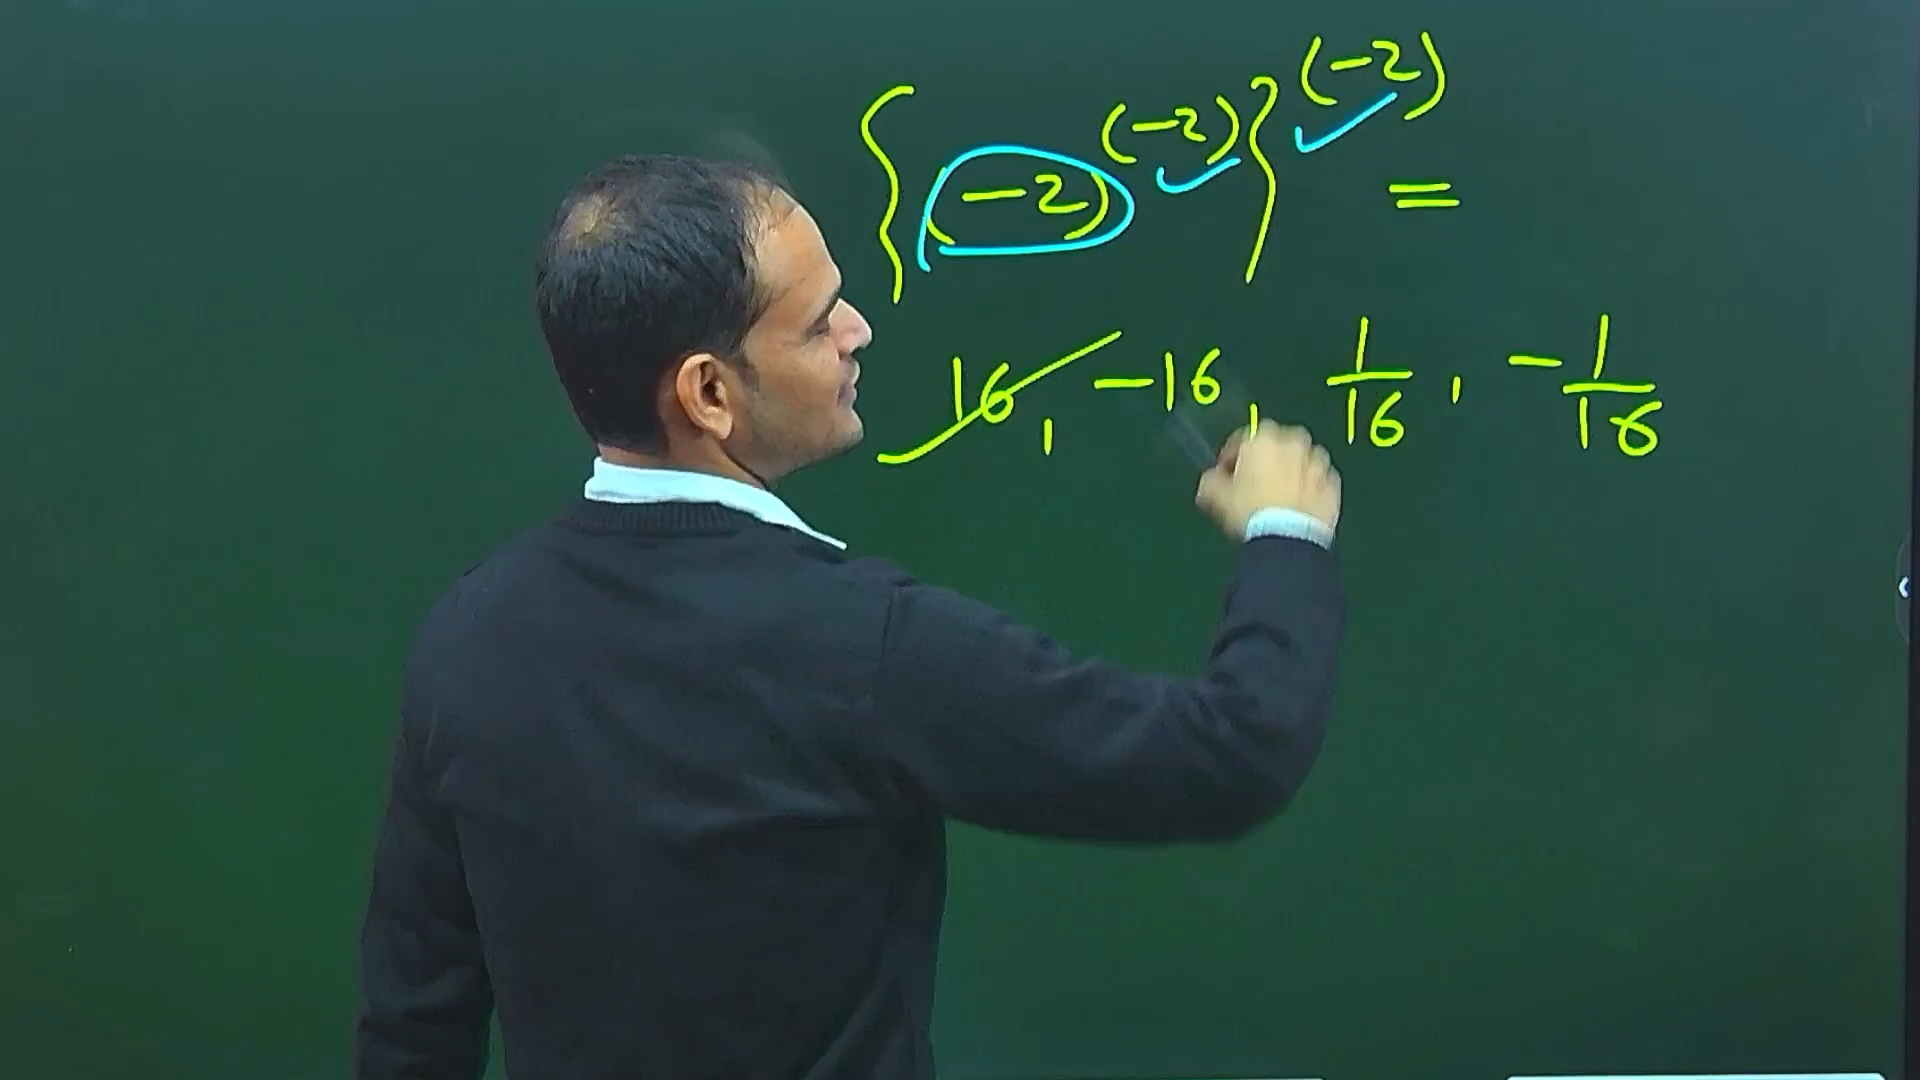 {(-2)^(-2)}^(-2) =
16, -16, 1/16, -1/16